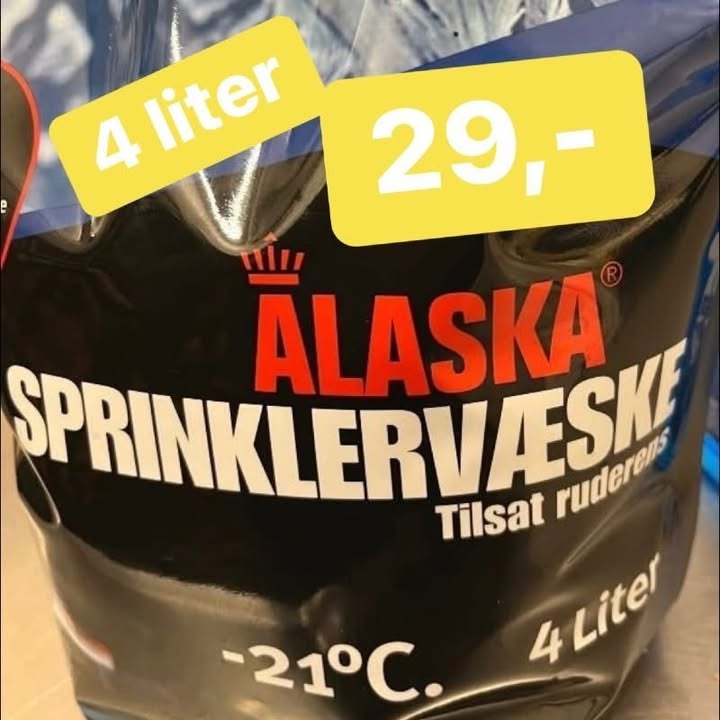 4 liter
29,-
ALASKA®
SPRINKLERVÆSKE
Tilsat ruderens
4 Liter
-21°C.